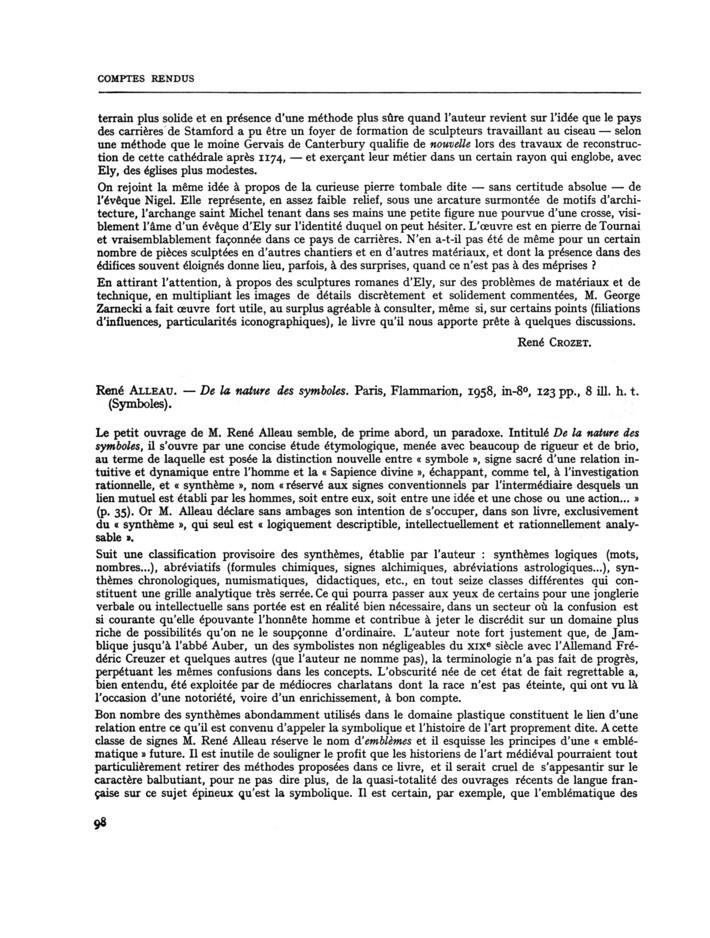 COMPTES RENDUS
terrain plus solide et en présence d'une méthode plus sûre quand l'auteur revient sur l'idée que le pays
des carrières de Stamford a pu être un foyer de formation de sculpteurs travaillant au ciseau — selon
une méthode que le moine Gervais de Canterbury qualifie de nouvelle lors des travaux de reconstruc-
tion de cette cathédrale après 1174, — et exerçant leur métier dans un certain rayon qui englobe, avec
Ely, des églises plus modestes.
On rejoint la même idée à propos de la curieuse pierre tombale dite — sans certitude absolue — de
l'évêque Nigel. Elle représente, en assez faible relief, sous une arcature surmontée de motifs d'archi-
tecture, l'archange saint Michel tenant dans ses mains une petite figure nue pourvue d'une crosse, visi-
blement l'âme d'un évêque d'Ely sur l'identité duquel on peut hésiter. L'œuvre est en pierre de Tournai
et vraisemblablement façonnée dans ce pays de carrières. N'en a-t-il pas été de même pour un certain
nombre de pièces sculptées en d'autres chantiers et en d'autres matériaux, et dont la présence dans des
édifices souvent éloignés donne lieu, parfois, à des surprises, quand ce n'est pas à des méprises ?
En attirant l'attention, à propos des sculptures romanes d'Ely, sur des problèmes de matériaux et de
technique, en multipliant les images de détails discrètement et solidement commentées, M. George
Zarnecki a fait œuvre fort utile, au surplus agréable à consulter, même si, sur certains points (filiations
d'influences, particularités iconographiques), le livre qu'il nous apporte prête à quelques discussions.
René CROZET.
René ALLEAU. — De la nature des symboles. Paris, Flammarion, 1958, in-8º, 123 pp., 8 ill. h. t.
(Symboles).
Le petit ouvrage de M. René Alleau semble, de prime abord, un paradoxe. Intitulé De la nature des
symboles, il s'ouvre par une concise étude étymologique, menée avec beaucoup de rigueur et de brio,
au terme de laquelle est posée la distinction nouvelle entre « symbole », signe sacré d'une relation in-
tuitive et dynamique entre l'homme et la « Sapience divine », échappant, comme tel, à l'investigation
rationnelle, et « synthème », nom « réservé aux signes conventionnels par l'intermédiaire desquels un
lien mutuel est établi par les hommes, soit entre eux, soit entre une idée et une chose ou une action... »
(p. 35). Or M. Alleau déclare sans ambages son intention de s'occuper, dans son livre, exclusivement
du « synthème », qui seul est « logiquement descriptible, intellectuellement et rationnellement analy-
sable ».
Suit une classification provisoire des synthèmes, établie par l'auteur : synthèmes logiques (mots,
nombres...), abréviatifs (formules chimiques, signes alchimiques, abréviations astrologiques...), syn-
thèmes chronologiques, numismatiques, didactiques, etc., en tout seize classes différentes qui con-
stituent une grille analytique très serrée. Ce qui pourra passer aux yeux de certains pour une jonglerie
verbale ou intellectuelle sans portée est en réalité bien nécessaire, dans un secteur où la confusion est
si courante qu'elle épouvante l'honnête homme et contribue à jeter le discrédit sur un domaine plus
riche de possibilités qu'on ne le soupçonne d'ordinaire. L'auteur note fort justement que, de Jam-
blique jusqu'à l'abbé Auber, un des symbolistes non négligeables du XIXe siècle avec l'Allemand Fré-
déric Creuzer et quelques autres (que l'auteur ne nomme pas), la terminologie n'a pas fait de progrès,
perpétuant les mêmes confusions dans les concepts. L'obscurité née de cet état de fait regrettable a,
bien entendu, été exploitée par de médiocres charlatans dont la race n'est pas éteinte, qui ont vu là
l'occasion d'une notoriété, voire d'un enrichissement, à bon compte.
Bon nombre des synthèmes abondamment utilisés dans le domaine plastique constituent le lien d'une
relation entre ce qu'il est convenu d'appeler la symbolique et l'histoire de l'art proprement dite. A cette
classe de signes M. René Alleau réserve le nom d'emblèmes et il esquisse les principes d'une « emblé-
matique » future. Il est inutile de souligner le profit que les historiens de l'art médiéval pourraient tout
particulièrement retirer des méthodes proposées dans ce livre, et il serait cruel de s'appesantir sur le
caractère balbutiant, pour ne pas dire plus, de la quasi-totalité des ouvrages récents de langue fran-
çaise sur ce sujet épineux qu'est la symbolique. Il est certain, par exemple, que l'emblématique des
98